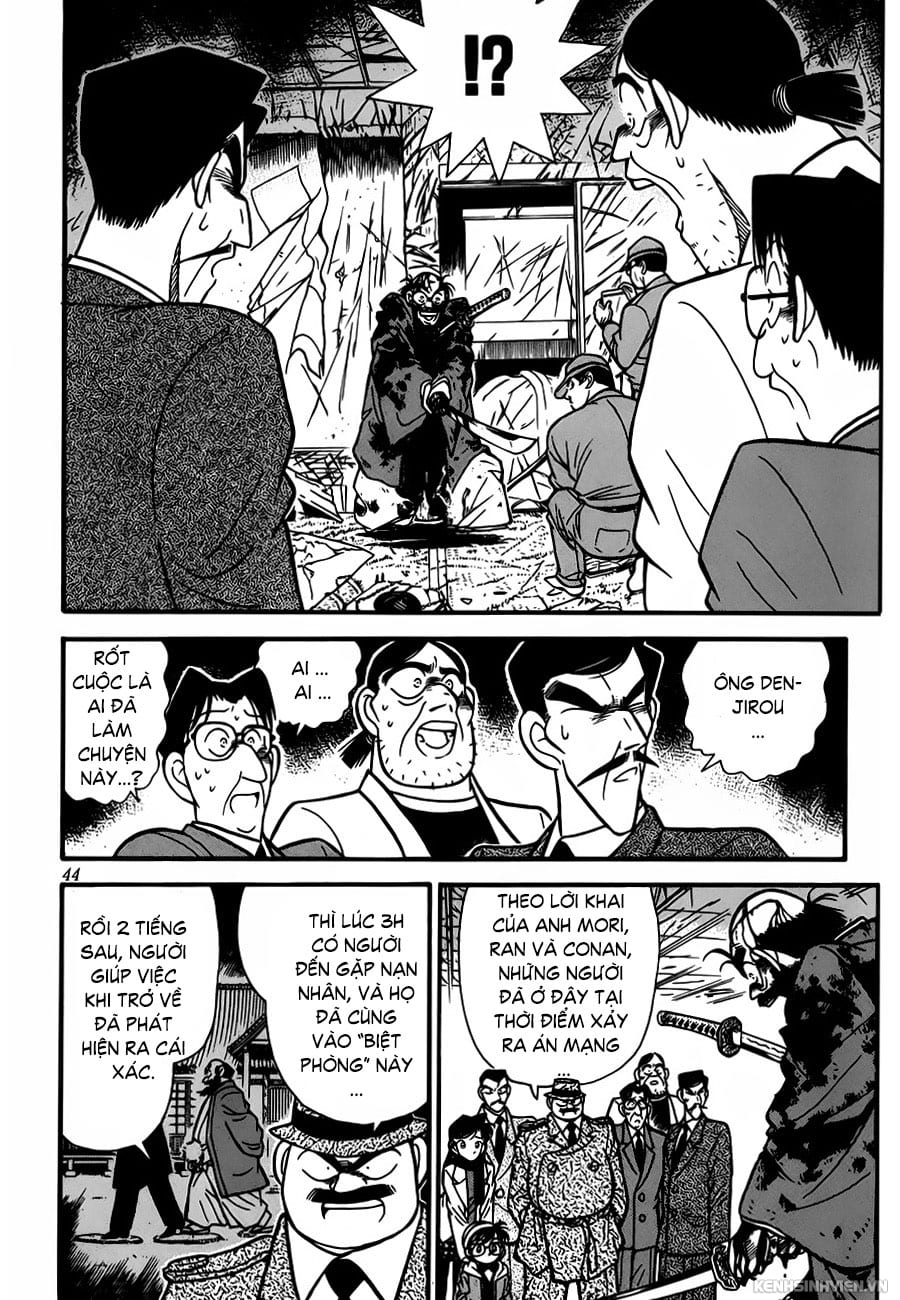 !?
ÔNG DEN-
JIROU
...
AI ...
AI ...
RỐT
CUỘC LÀ
AI ĐÃ
LÀM
CHUYỆN
NÀY...?
44
THEO LỜI KHAI
CỦA ANH MORI,
RAN VÀ CONAN,
NHỮNG NGƯỜI
ĐÃ Ở ĐÂY TẠI
THỜI ĐIỂM XẢY
RA ÁN MẠNG
...
THÌ LÚC 3H
CÓ NGƯỜI
ĐẾN GẶP NẠN
NHÂN, VÀ HỌ
ĐÃ CÙNG
VÀO "BIỆT
PHÒNG" NÀY
...
RỒI 2 TIẾNG
SAU, NGƯỜI
GIÚP VIỆC
KHI TRỞ VỀ
ĐÃ PHÁT
HIỆN RA CÁI
XÁC.
KENHSINHVIEN.VN